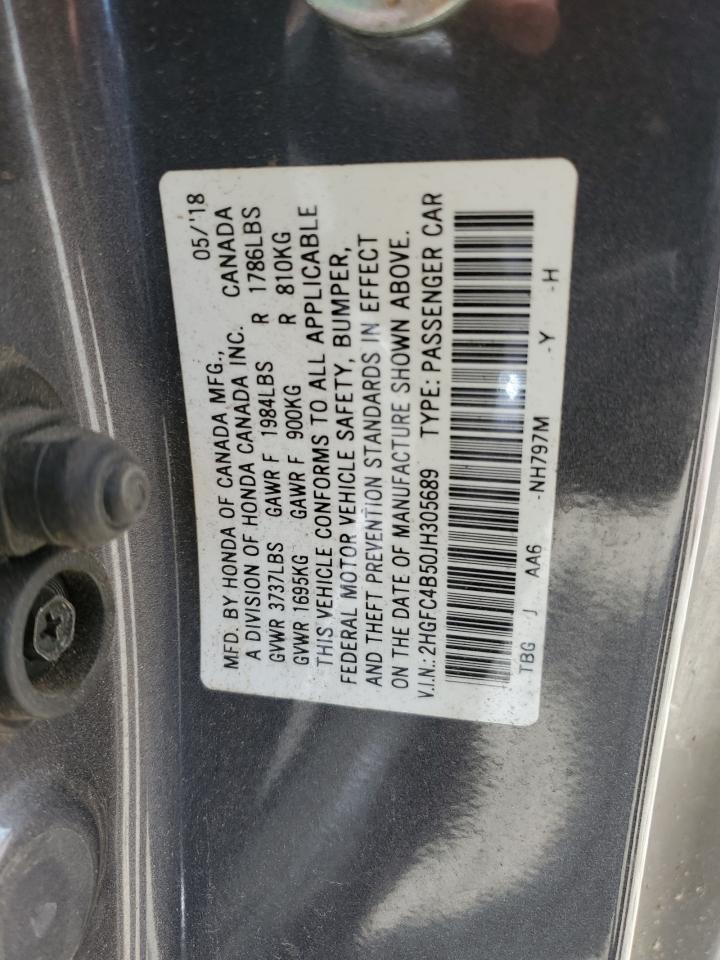 05/'18
MFD. BY HONDA OF CANADA MFG.,
A DIVISION OF HONDA CANADA INC. CANADA
GVWR 3737LBS GAWR F 1984LBS R 1786LBS
GVWR 1695KG GAWR F 900KG R 810KG
THIS VEHICLE CONFORMS TO ALL APPLICABLE
FEDERAL MOTOR VEHICLE SAFETY, BUMPER,
AND THEFT PREVENTION STANDARDS IN EFFECT
ON THE DATE OF MANUFACTURE SHOWN ABOVE.
V.I.N.: 2HGFC4B50JH305689 TYPE: PASSENGER CAR
TBG J AA6 -NH797M -Y -H